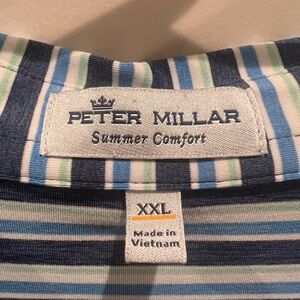 PETER MILLAR
Summer Comfort
XXL
Made in
Vietnam